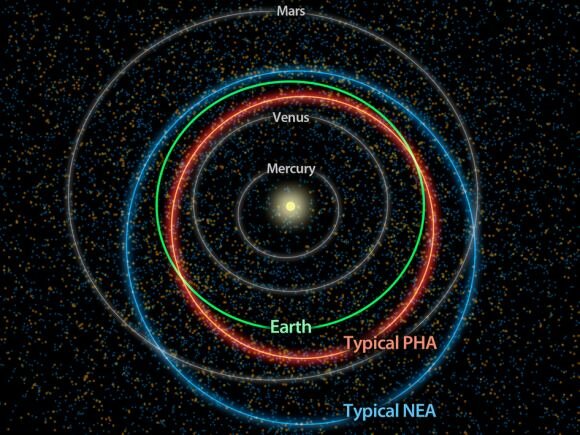 Mars
Venus
Mercury
Earth
Typical PHA
Typical NEA